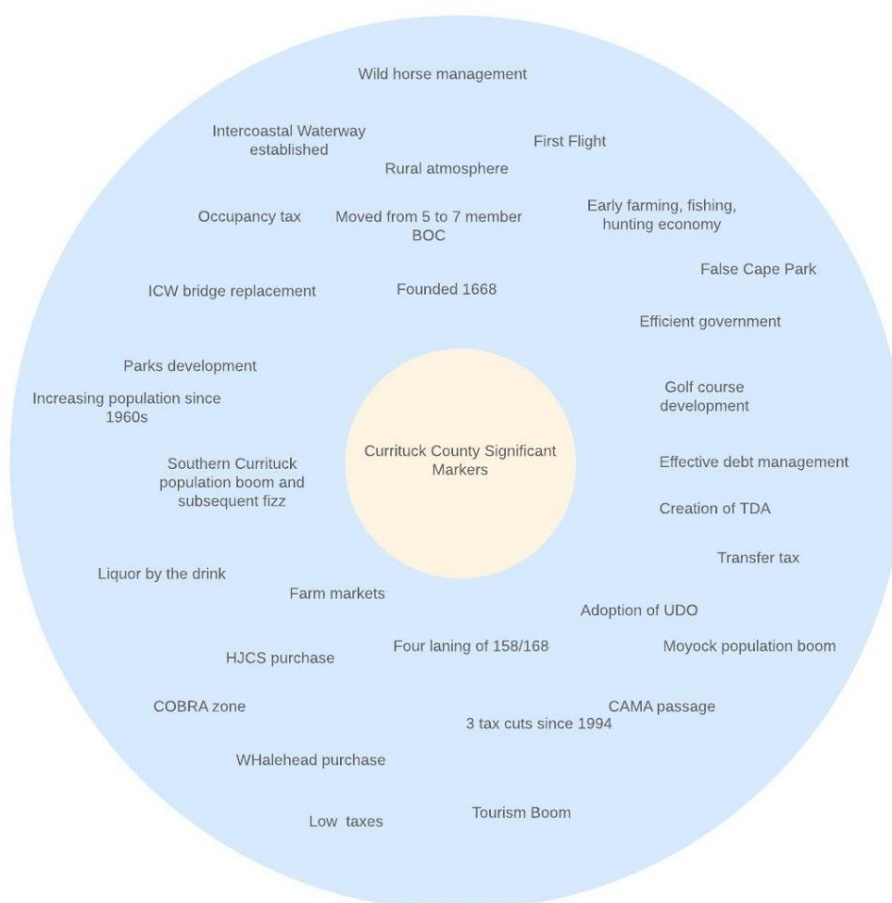 Wild horse management
Intercoastal Waterway
established
First Flight
Rural atmosphere
Occupancy tax
Moved from 5 to 7 member
BOC
Early farming, fishing,
hunting economy
False Cape Park
ICW bridge replacement
Founded 1668
Efficient government
Parks development
Increasing population since
1960s
Golf course
development
Currituck County Significant
Markers
Southern Currituck
population boom and
subsequent fizz
Effective debt management
Creation of TDA
Transfer tax
Liquor by the drink
Farm markets
Adoption of UDO
HJCS purchase
Four laning of 158/168
Moyock population boom
COBRA zone
CAMA passage
3 tax cuts since 1994
WHalehead purchase
Low taxes
Tourism Boom